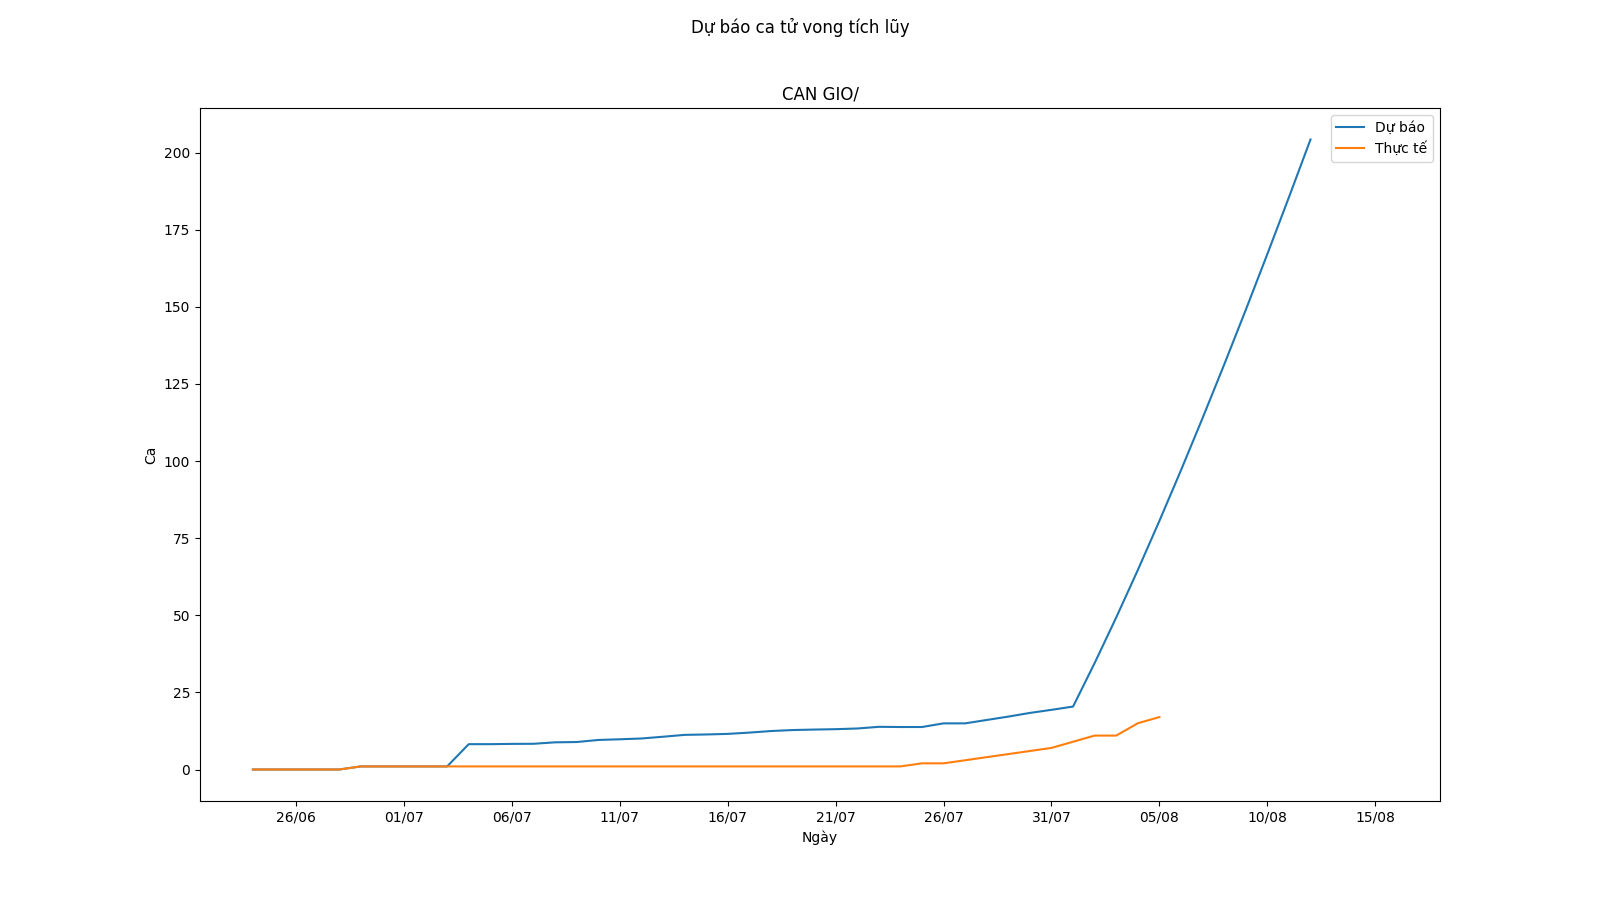 Dự báo ca tử vong tích lũy
CAN GIO/
Dự báo
Thực tế
200
175
150
125
100
75
50
25
0
Ca
26/06 01/07 06/07 11/07 16/07 21/07 26/07 31/07 05/08 10/08 15/08
Ngày